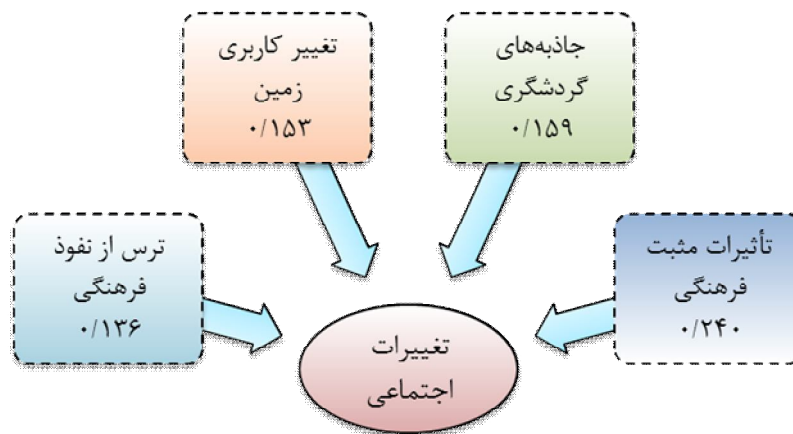 جاذبه‌های
گردشگری
۰/۱۵۹
تغییر کاربری
زمین
۰/۱۵۳
تأثیرات مثبت
فرهنگی
۰/۲۴۰
ترس از نفوذ
فرهنگی
۰/۱۳۶
تغییرات
اجتماعی